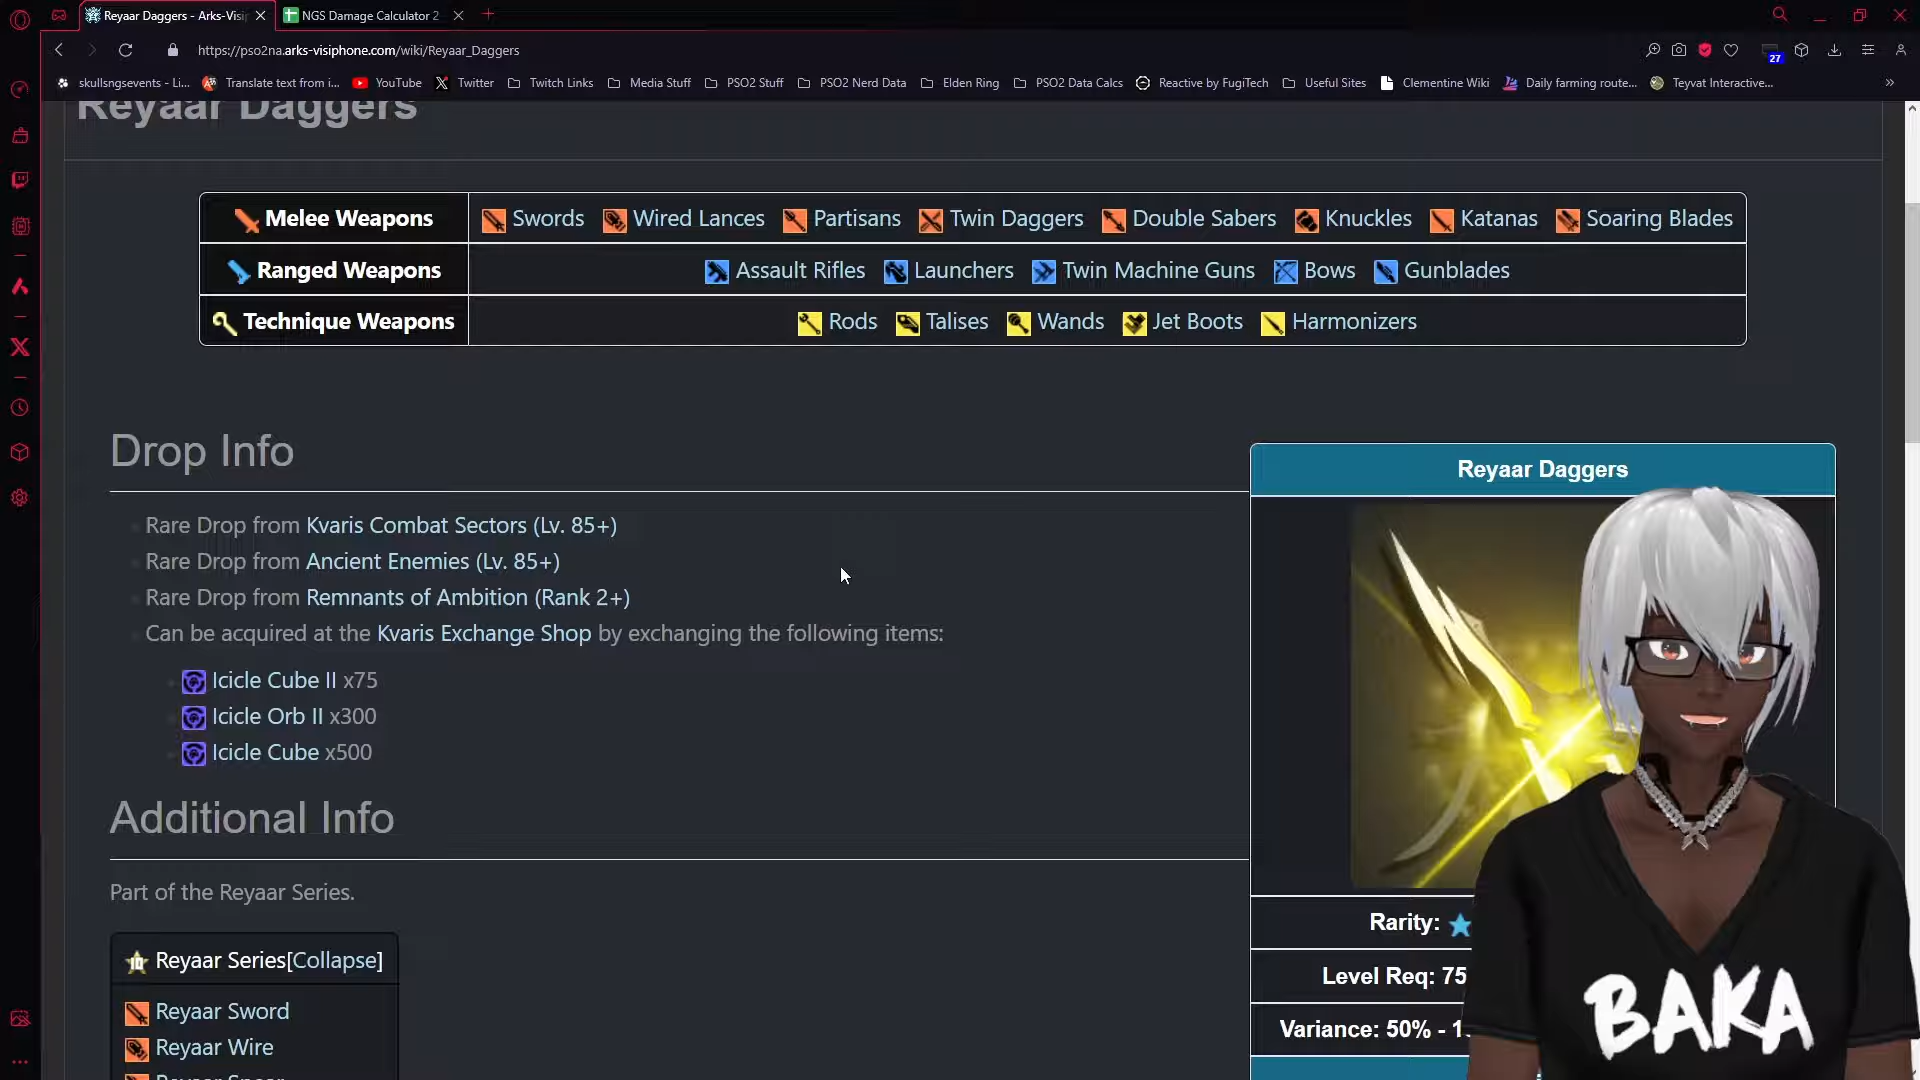 Reyaar Daggers - Arks-Visi
NGS Damage Calculator 2
https://pso2na.arks-visiphone.com/wiki/Reyaar_Daggers
27
skullsngsevents - Li...
Translate text from i...
YouTube
Twitter
Twitch Links
Media Stuff
PSO2 Stuff
PSO2 Nerd Data
Elden Ring
PSO2 Data Calcs
Reactive by FugiTech
Useful Sites
Clementine Wiki
Daily farming route...
Teyvat Interactive...
Reyaar Daggers
Melee Weapons
Swords Wired Lances Partisans Twin Daggers Double Sabers Knuckles Katanas Soaring Blades
Ranged Weapons
Assault Rifles Launchers Twin Machine Guns Bows Gunblades
Technique Weapons
Rods Talises Wands Jet Boots Harmonizers
Drop Info
Rare Drop from Kvaris Combat Sectors (Lv. 85+)
Rare Drop from Ancient Enemies (Lv. 85+)
Rare Drop from Remnants of Ambition (Rank 2+)
Can be acquired at the Kvaris Exchange Shop by exchanging the following items:
Icicle Cube II x75
Icicle Orb II x300
Icicle Cube x500
Additional Info
Part of the Reyaar Series.
10 Reyaar Series[Collapse]
Reyaar Sword
Reyaar Wire
Reyaar Daggers
Rarity:
Level Req: 75
Variance: 50% - 1
BAKA